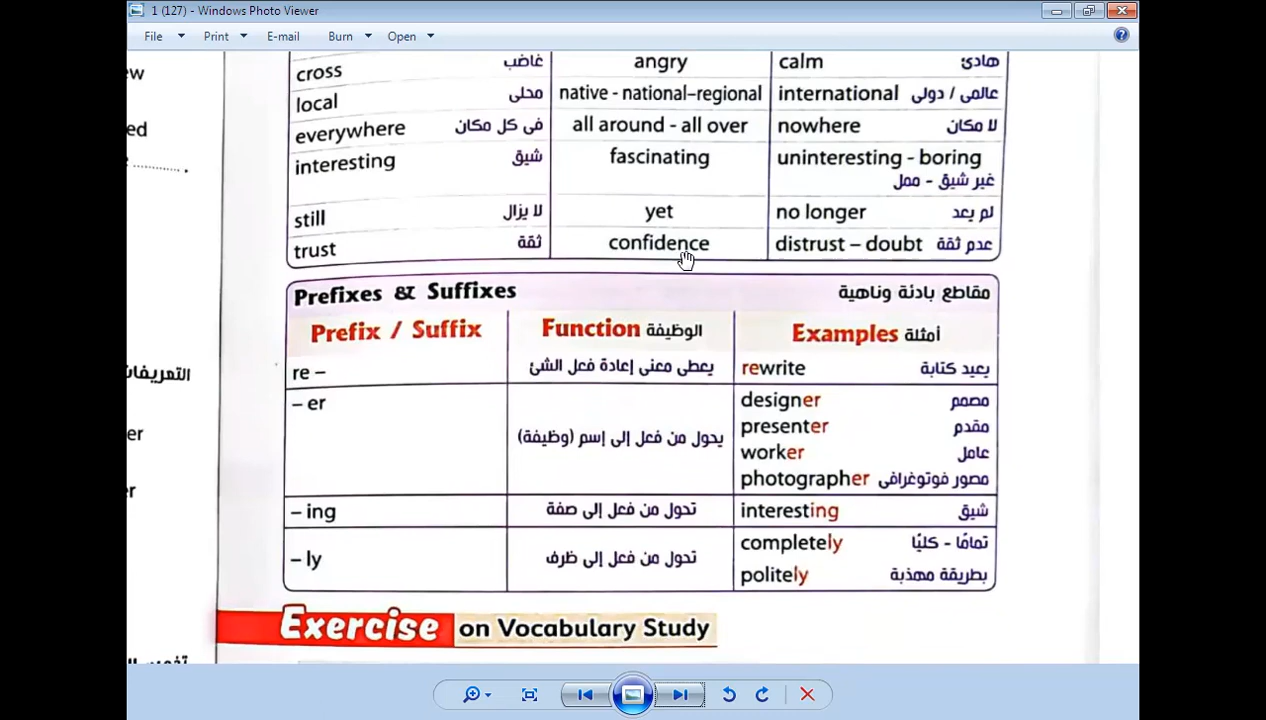 1 (127) - Windows Photo Viewer
File Print E-mail Burn Open
ew
ed
cross غاضب angry calm هادئ
local محلى native - national–regional international عالمى / دولى
everywhere فى كل مكان all around - all over nowhere لا مكان
interesting شيق fascinating uninteresting - boring
غير شيق - ممل
still لا يزال yet no longer لم يعد
trust ثقة confidence distrust – doubt عدم ثقة
Prefixes & Suffixes مقاطع بادئة وناهية
Prefix / Suffix Function الوظيفة Examples أمثلة
re – يعطى معنى إعادة فعل الشئ rewrite يعيد كتابة
– er يحول من فعل إلى إسم (وظيفة) designer مصمم
presenter مقدم
worker عامل
photographer مصور فوتوغرافى
– ing تحول من فعل إلى صفة interesting شيق
– ly تحول من فعل إلى ظرف completely تمامًا - كليًا
politely بطريقة مهذبة
التعريفات
er
er
Exercise on Vocabulary Study